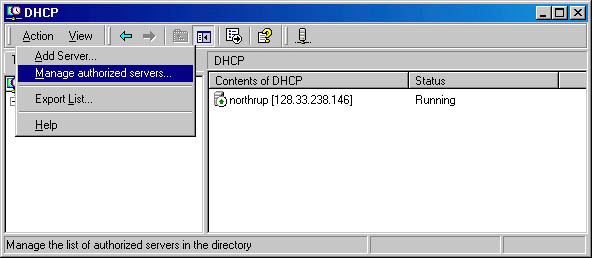 DHCP
Action View
Add Server...
Manage authorized servers...
Export List...
Help
DHCP
Contents of DHCP Status
northrup [128.33.238.146] Running
Manage the list of authorized servers in the directory